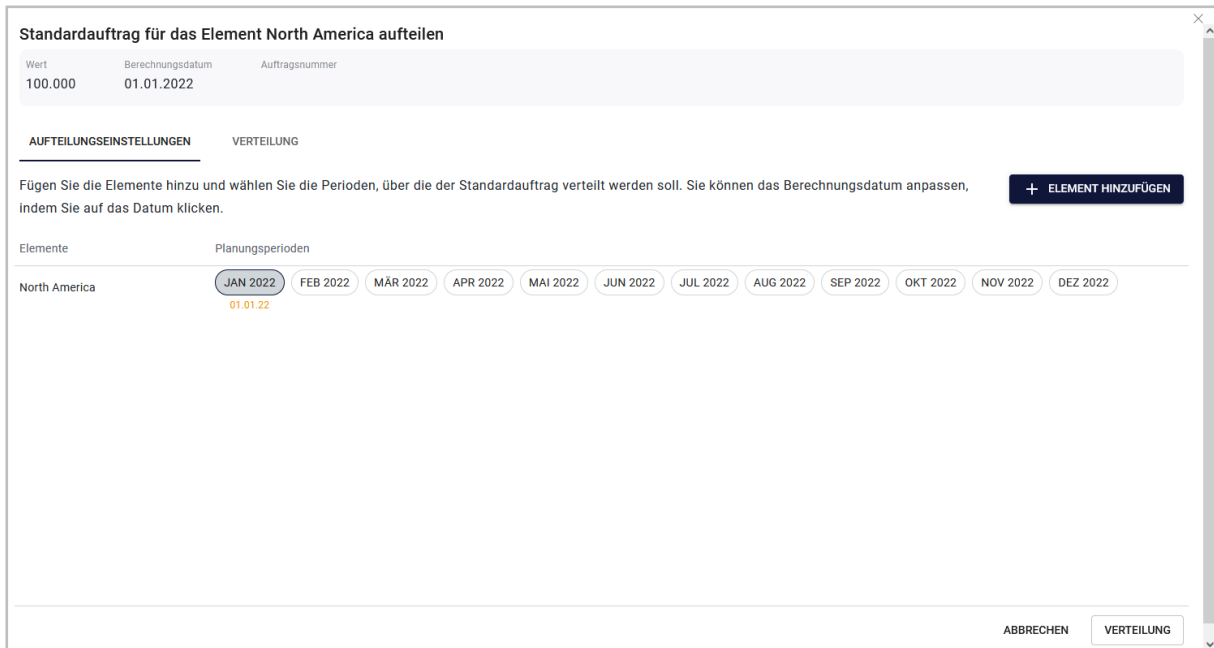 Standardauftrag für das Element North America aufteilen
Wert Berechnungsdatum Auftragsnummer
100.000 01.01.2022
AUFTEILUNGSEINSTELLUNGEN VERTEILUNG
Fügen Sie die Elemente hinzu und wählen Sie die Perioden, über die der Standardauftrag verteilt werden soll. Sie können das Berechnungsdatum anpassen,
indem Sie auf das Datum klicken.
+ ELEMENT HINZUFÜGEN
Elemente Planungsperioden
North America JAN 2022 FEB 2022 MÄR 2022 APR 2022 MAI 2022 JUN 2022 JUL 2022 AUG 2022 SEP 2022 OKT 2022 NOV 2022 DEZ 2022
01.01.22
ABBRECHEN VERTEILUNG